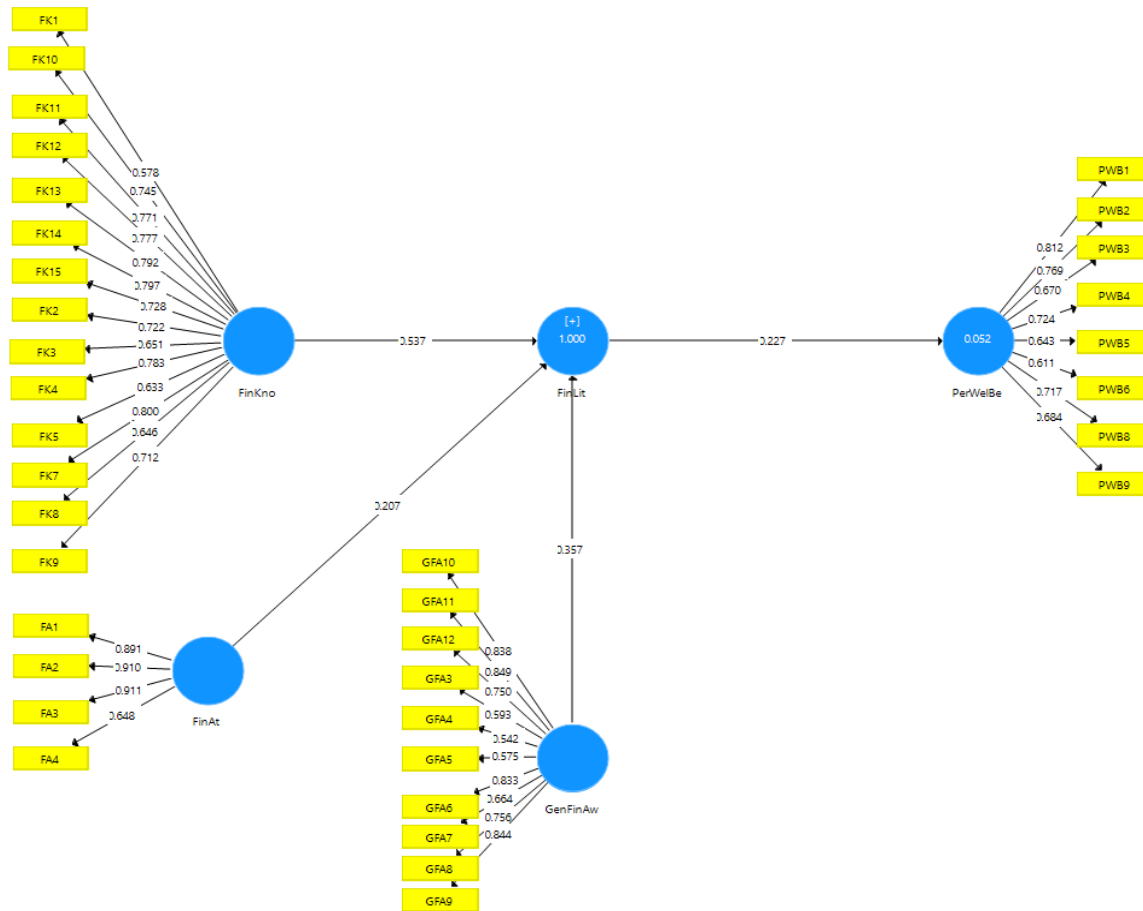 FK1
FK10
FK11
FK12
FK13
FK14
FK15
FK2
FK3
FK4
FK5
FK7
FK8
FK9
0.578
0.745
0.771
0.777
0.792
0.797
0.728
0.722
0.651
0.783
0.633
0.800
0.646
0.712
FinKno
0.537
[+]
1.000
FinLit
0.227
0.052
PerWelBe
0.812
0.769
0.670
0.724
0.643
0.611
0.717
0.684
PWB1
PWB2
PWB3
PWB4
PWB5
PWB6
PWB8
PWB9
0.207
0.357
FA1
FA2
FA3
FA4
0.891
0.910
0.911
0.648
FinAt
GFA10
GFA11
GFA12
GFA3
GFA4
GFA5
GFA6
GFA7
GFA8
GFA9
0.838
0.849
0.750
0.593
0.542
0.575
0.833
0.664
0.756
0.844
GenFinAw